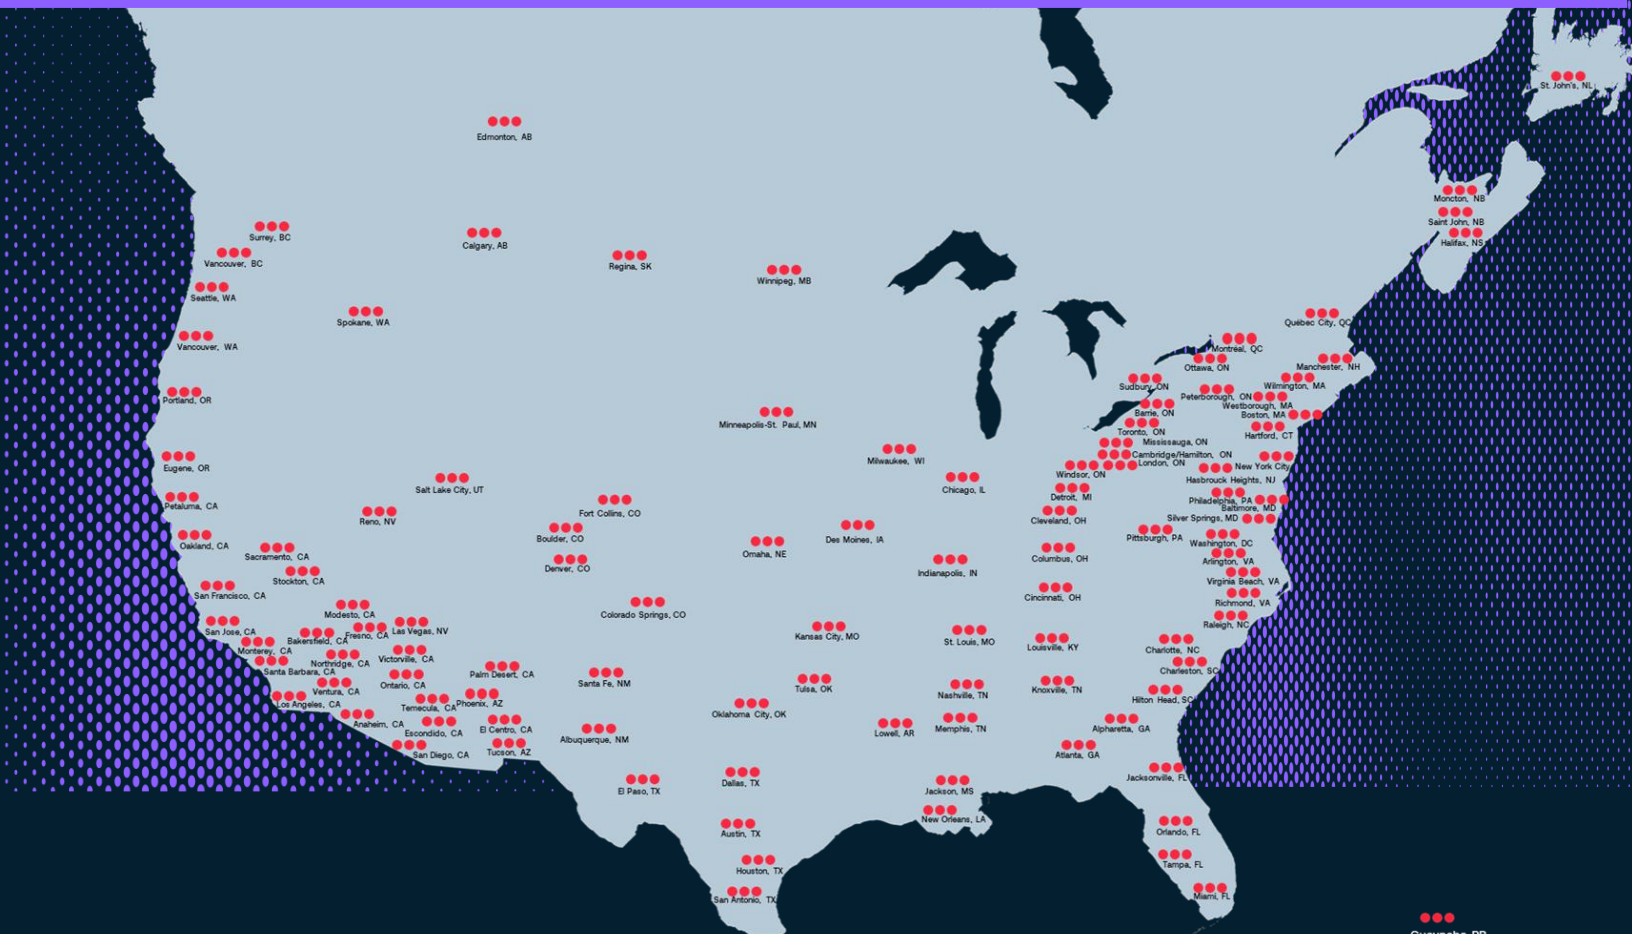 St. John's, NL
Edmonton, AB
Moncton, NB
Saint John, NB
Surrey, BC
Halifax, NS
Calgary, AB
Vancouver, BC
Regina, SK
Winnipeg, MB
Seattle, WA
Spokane, WA
Québec City, QC
Vancouver, WA
Montréal, QC
Ottawa, ON
Manchester, NH
Sudbury, ON
Wilmington, MA
Peterborough, ON
Portland, OR
Westborough, MA
Barrie, ON
Boston, MA
Minneapolis-St. Paul, MN
Toronto, ON
Hartford, CT
Mississauga, ON
Cambridge/Hamilton, ON
Milwaukee, WI
London, ON
New York City
Eugene, OR
Windsor, ON
Hasbrouck Heights, NJ
Salt Lake City, UT
Chicago, IL
Detroit, MI
Philadelphia, PA
Petaluma, CA
Baltimore, MD
Fort Collins, CO
Silver Springs, MD
Reno, NV
Cleveland, OH
Boulder, CO
Des Moines, IA
Pittsburgh, PA
Oakland, CA
Washington, DC
Sacramento, CA
Omaha, NE
Columbus, OH
Arlington, VA
Denver, CO
Indianapolis, IN
Stockton, CA
Virginia Beach, VA
San Francisco, CA
Cincinnati, OH
Richmond, VA
Modesto, CA
Colorado Springs, CO
Raleigh, NC
San Jose, CA
Fresno, CA
Las Vegas, NV
Kansas City, MO
Bakersfield, CA
St. Louis, MO
Louisville, KY
Monterey, CA
Charlotte, NC
Northridge, CA
Victorville, CA
Santa Barbara, CA
Palm Desert, CA
Charleston, SC
Ventura, CA
Ontario, CA
Santa Fe, NM
Tulsa, OK
Nashville, TN
Knoxville, TN
Los Angeles, CA
Temecula, CA
Phoenix, AZ
Hilton Head, SC
Oklahoma City, OK
Anaheim, CA
Escondido, CA
El Centro, CA
Albuquerque, NM
Lowell, AR
Memphis, TN
Alpharetta, GA
San Diego, CA
Tucson, AZ
Atlanta, GA
Jacksonville, FL
El Paso, TX
Dallas, TX
Jackson, MS
New Orleans, LA
Austin, TX
Orlando, FL
Tampa, FL
Houston, TX
San Antonio, TX
Miami, FL